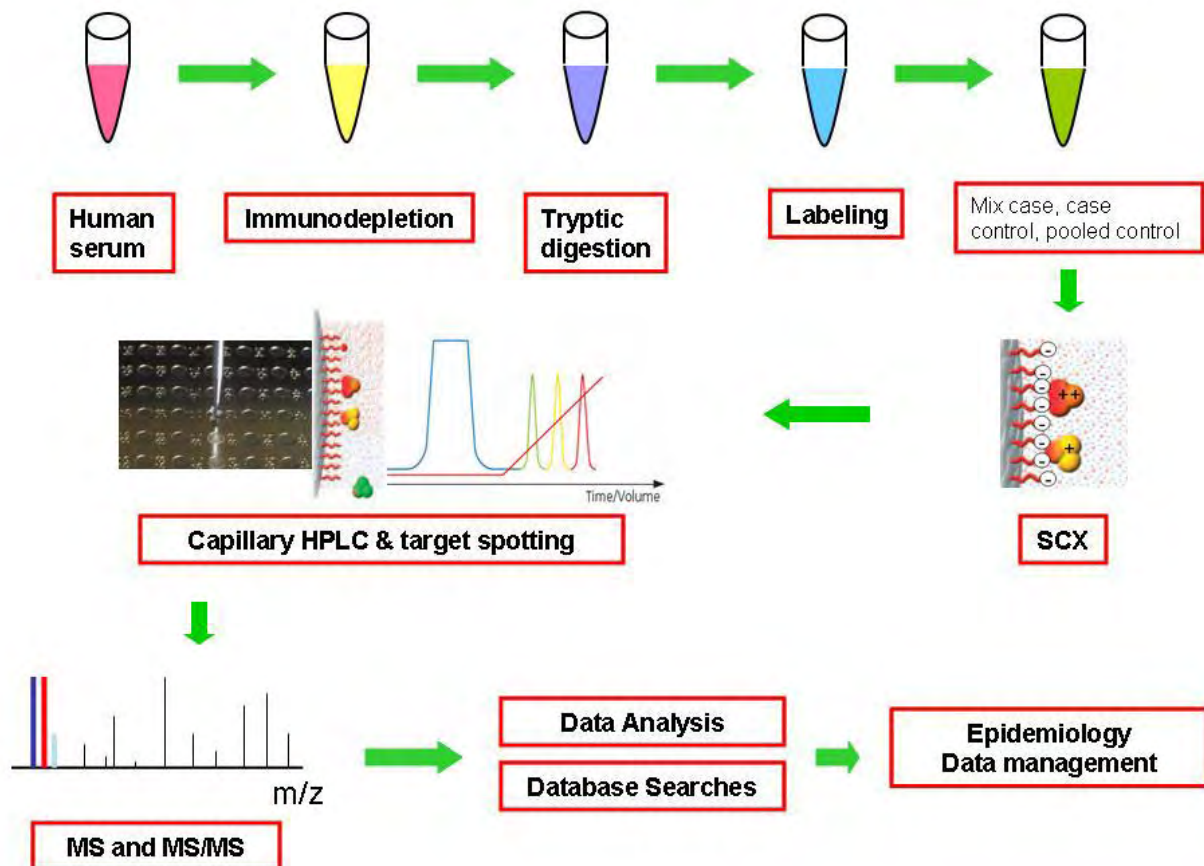 Human
serum
Immunodepletion
Tryptic
digestion
Labeling
Mix case, case
control, pooled control
Time/Volume
Capillary HPLC & target spotting
SCX
m/z
MS and MS/MS
Data Analysis
Database Searches
Epidemiology
Data management